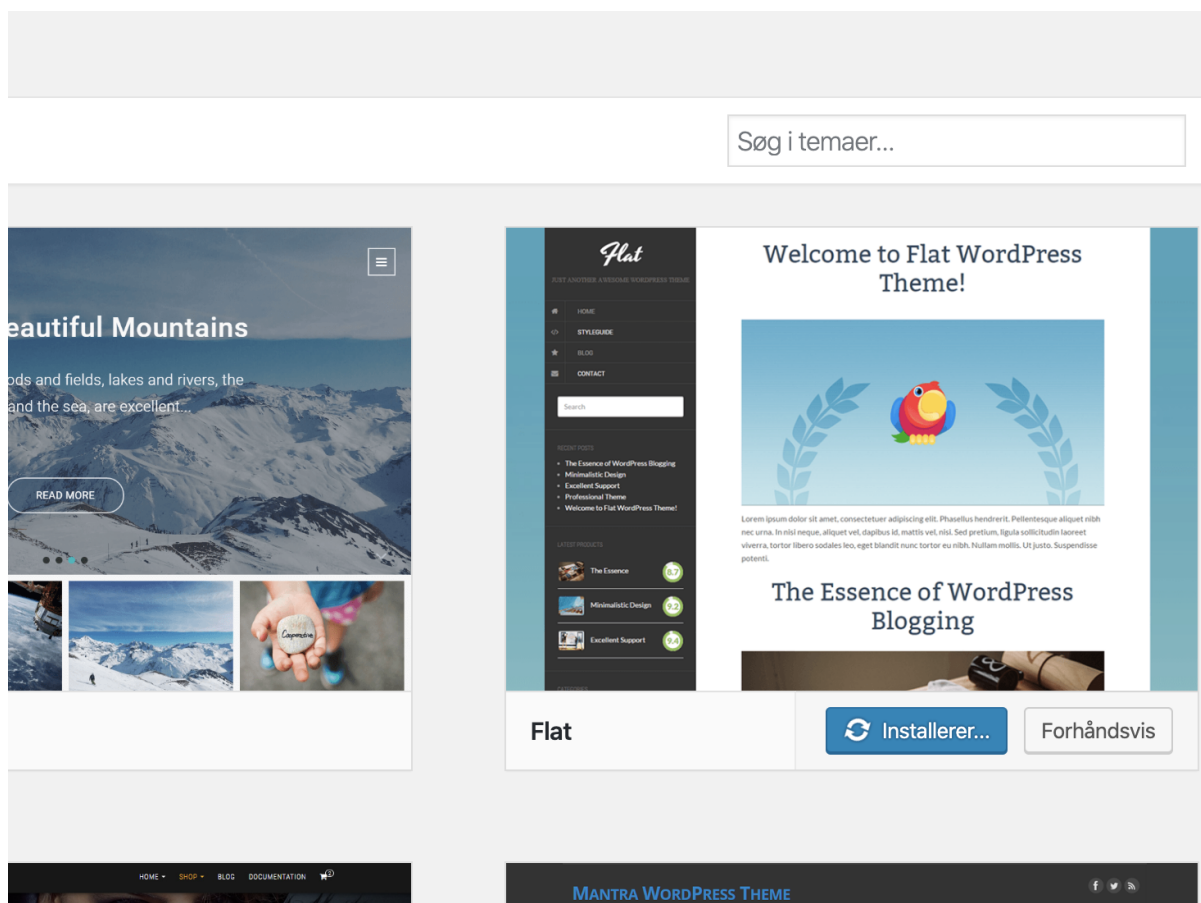 Søg i temaer...
eautiful Mountains
ods and fields, lakes and rivers, the
and the sea, are excellent...
READ MORE
Cooperative
Flat
JUST ANOTHER AWESOME WORDPRESS THEME
HOME
STYLEGUIDE
BLOG
CONTACT
Search
RECENT POSTS
The Essence of WordPress Blogging
Minimalistic Design
Excellent Support
Professional Theme
Welcome to Flat WordPress Theme!
LATEST PRODUCTS
The Essence 8.7
Minimalistic Design 9.2
Excellent Support 9.4
Welcome to Flat WordPress
Theme!
Lorem ipsum dolor sit amet, consectetuer adipiscing elit. Phasellus hendrerit. Pellentesque aliquet nibh
nec urna. In nisi neque, aliquet vel, dapibus id, mattis vel, nisi. Sed pretium, ligula sollicitudin laoreet
viverra, tortor libero sodales leo, eget blandit nunc tortor eu nibh. Nullam mollis. Ut justo. Suspendisse
potenti.
The Essence of WordPress
Blogging
Flat
Installerer...
Forhåndsvis
HOME SHOP BLOG DOCUMENTATION
MANTRA WORDPRESS THEME